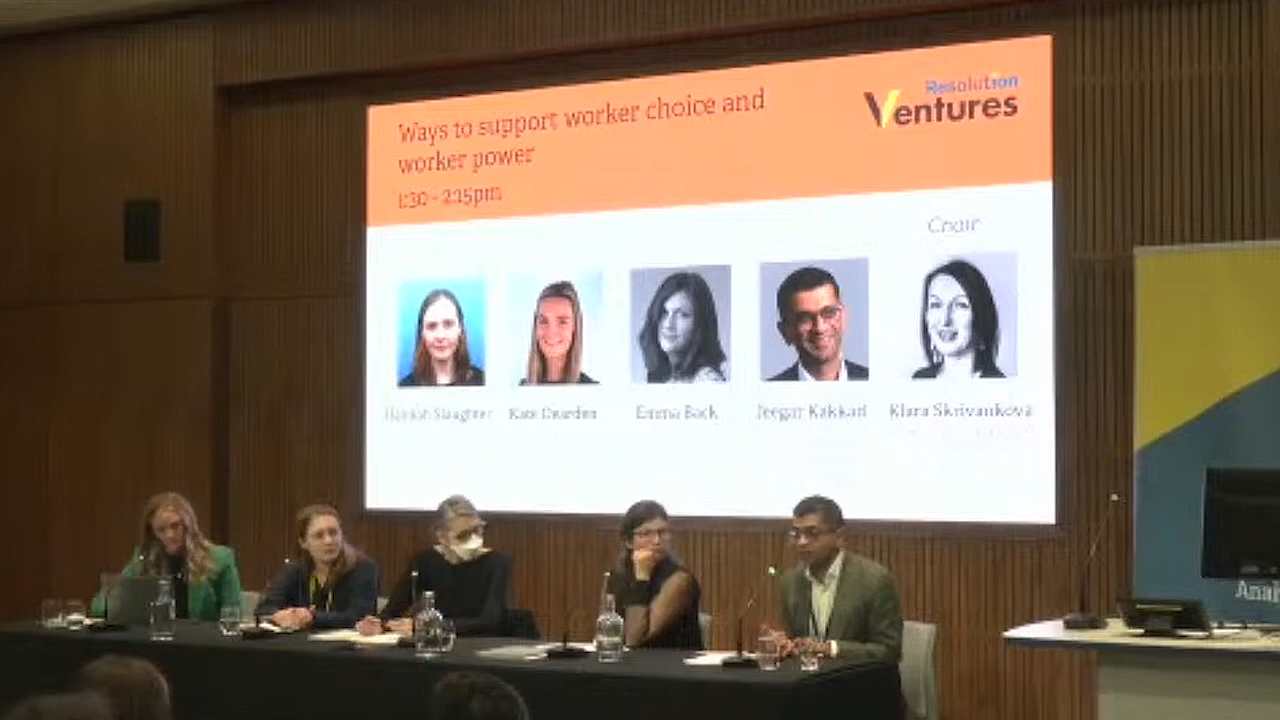 Ways to support worker choice and
worker power
1:30 - 2:15pm
Resolution
Ventures
Chair
Hannah Slaughter
Kate Dearden
Emma Back
Jeegar Kakkad
Klara Skrivankova